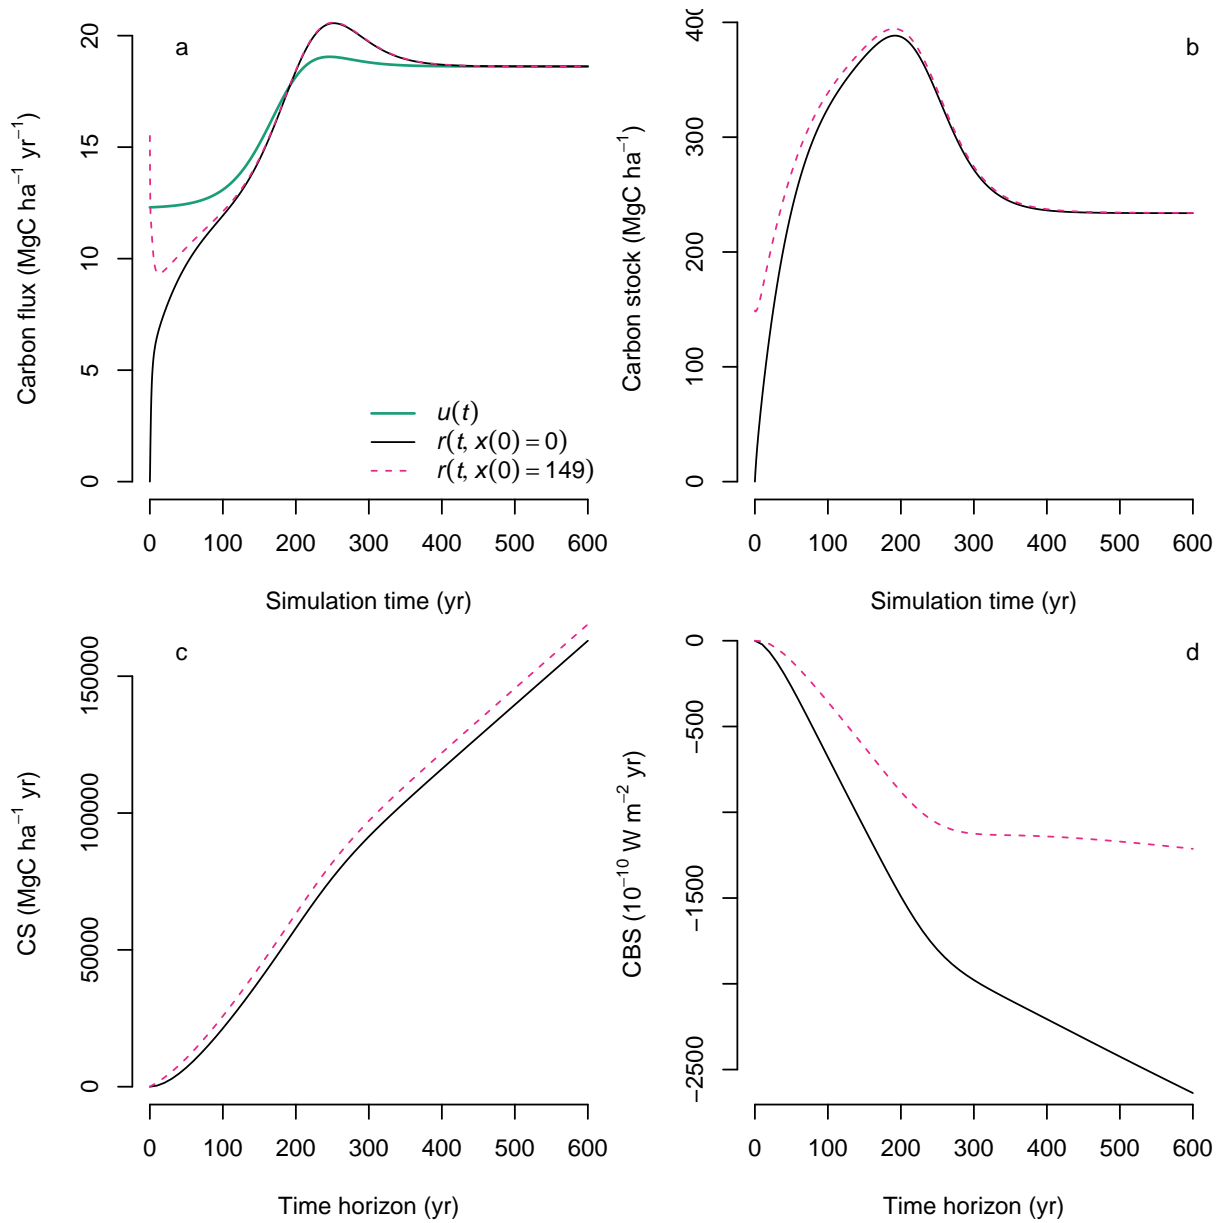 a
Carbon flux (MgC ha⁻¹ yr⁻¹)
20
15
10
5
0
u(t)
r(t, x(0) = 0)
r(t, x(0) = 149)
0 100 200 300 400 500 600
Simulation time (yr)
b
Carbon stock (MgC ha⁻¹)
400
300
200
100
0
0 100 200 300 400 500 600
Simulation time (yr)
c
CS (MgC ha⁻¹ yr)
150000
100000
50000
0
0 100 200 300 400 500 600
Time horizon (yr)
d
CBS (10⁻¹⁰ W m⁻² yr)
0
−500
−1500
−2500
0 100 200 300 400 500 600
Time horizon (yr)